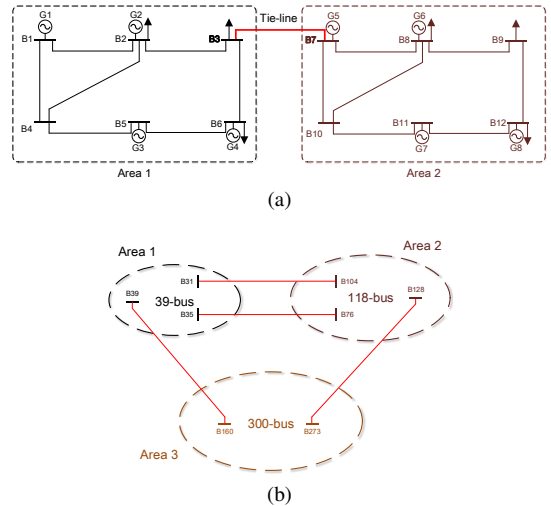 Tie-line
G1 G2 G5 G6
B1 B2 B3 B7 B8 B9
B4 B5 B6 B10 B11 B12
G3 G4 G7 G8
Area 1 Area 2
(a)
Area 1 Area 2
B31 B104
B39 39-bus 118-bus B128
B35 B76
B160 300-bus B273
Area 3
(b)